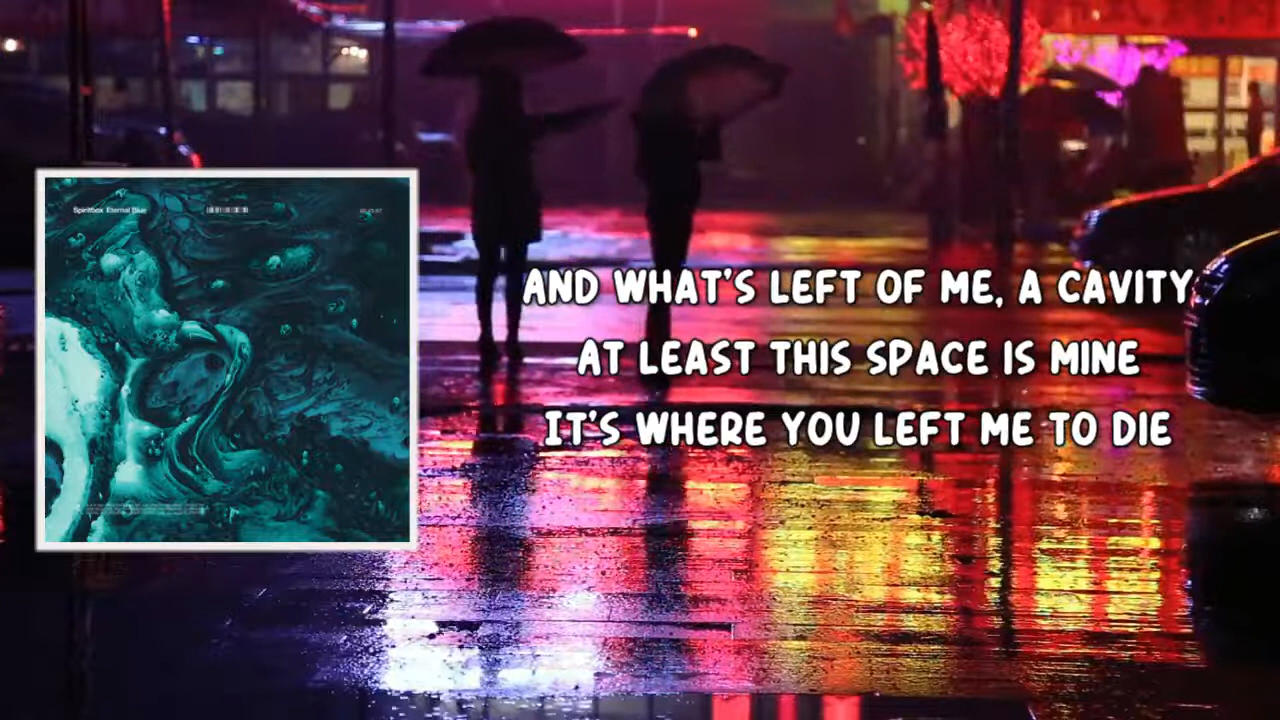 Spiritbox Eternal Blue
AND WHAT'S LEFT OF ME, A CAVITY
AT LEAST THIS SPACE IS MINE
IT'S WHERE YOU LEFT ME TO DIE